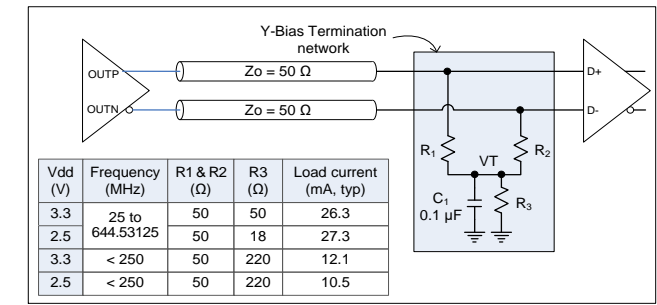 Y-Bias Termination
network
OUTP
Zo = 50 Ω
D+
OUTN
Zo = 50 Ω
D-
R1
VT
R2
C1
0.1 µF
R3
Vdd (V) Frequency (MHz) R1 & R2 (Ω) R3 (Ω) Load current (mA, typ)
3.3 25 to 644.53125 50 50 26.3
2.5 50 18 27.3
3.3 < 250 50 220 12.1
2.5 < 250 50 220 10.5